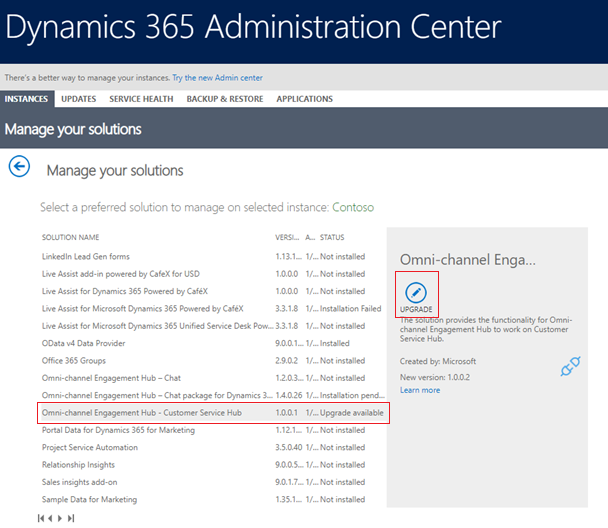 Dynamics 365 Administration Center
There's a better way to manage your instances. Try the new Admin center
INSTANCES UPDATES SERVICE HEALTH BACKUP & RESTORE APPLICATIONS
Manage your solutions
Manage your solutions
Select a preferred solution to manage on selected instance: Contoso
SOLUTION NAME VERSI... A... STATUS
LinkedIn Lead Gen forms 1.13.1... 1/... Not installed
Live Assist add-in powered by CafeX for USD 1.0.0.0 1/... Not installed
Live Assist for Dynamics 365 Powered by CaféX 1.0.0.0 1/... Not installed
Live Assist for Microsoft Dynamics 365 Powered by CaféX 3.3.1.8 1/... Installation Failed
Live Assist for Microsoft Dynamics 365 Unified Service Desk Pow... 3.3.1.8 1/... Not installed
OData v4 Data Provider 9.0.0.1... 1/... Installed
Office 365 Groups 2.9.0.2 1/... Not installed
Omni-channel Engagement Hub – Chat 1.2.0.3... 1/... Not installed
Omni-channel Engagement Hub – Chat package for Dynamics 3... 1.4.0.26 1/... Installation pend...
Omni-channel Engagement Hub - Customer Service Hub 1.0.0.1 1/... Upgrade available
Portal Data for Dynamics 365 for Marketing 1.12.1... 1/... Not installed
Project Service Automation 3.5.0.40 1/... Not installed
Relationship Insights 9.0.0.5... 1/... Not installed
Sales insights add-on 9.0.1.7... 1/... Not installed
Sample Data for Marketing 1.35.1... 1/... Not installed
Omni-channel Enga...
UPGRADE
The solution provides the functionality for Omni-
channel Engagement Hub to work on Customer
Service Hub.
Created by: Microsoft
New version: 1.0.0.2
Learn more